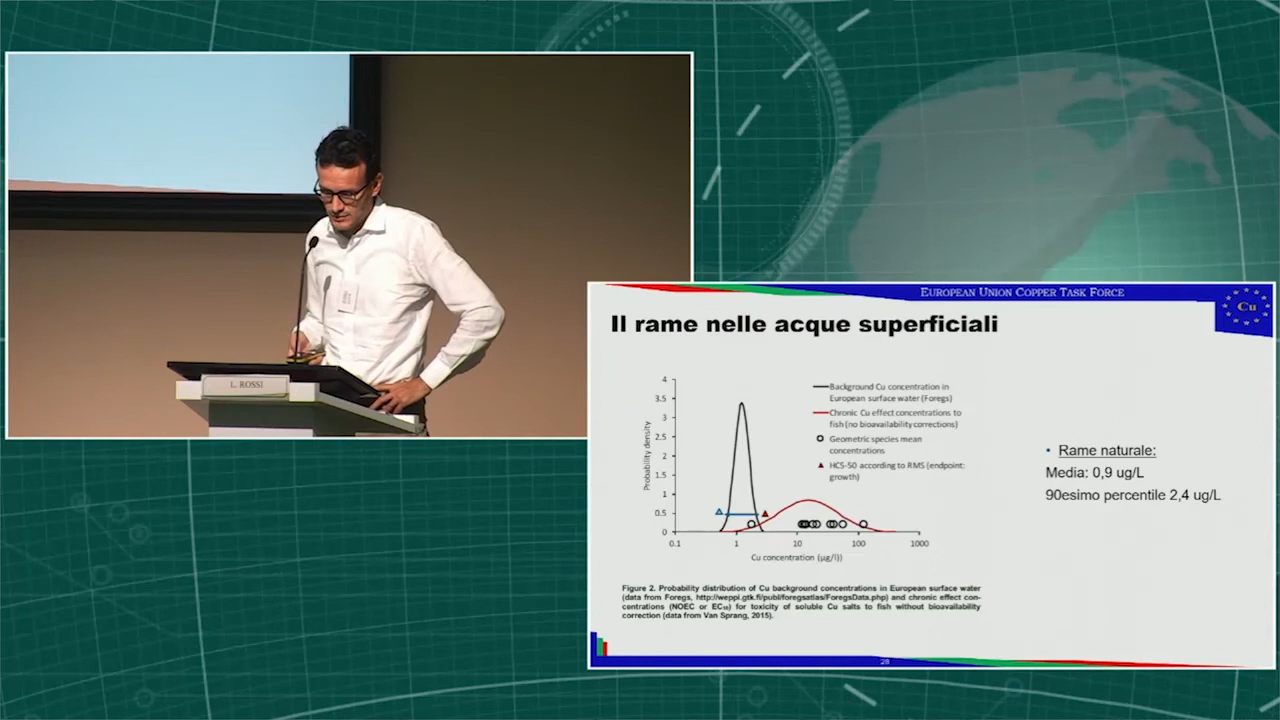 L. ROSSI
EUROPEAN UNION COPPER TASK FORCE
Cu
Il rame nelle acque superficiali
4
3.5
3
2.5
2
1.5
1
0.5
0
Probability density
0.1
1
10
100
1000
Cu concentration (µg/l))
Background Cu concentration in
European surface water (Foregs)
Chronic Cu effect concentrations to
fish (no bioavailability corrections)
Geometric species mean
concentrations
HC5-50 according to RMS (endpoint:
growth)
• Rame naturale:
Media: 0,9 ug/L
90esimo percentile 2,4 ug/L
Figure 2. Probability distribution of Cu background concentrations in European surface water
(data from Foregs, http://weppi.gtk.fi/publ/foregsatlas/ForegsData.php) and chronic effect con-
centrations (NOEC or EC₁₀) for toxicity of soluble Cu salts to fish without bioavailability
correction (data from Van Sprang, 2015).
28